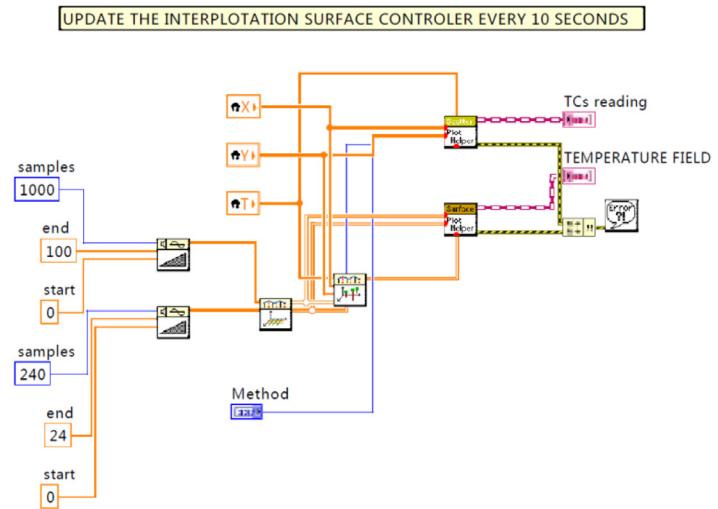 UPDATE THE INTERPLOTATION SURFACE CONTROLER EVERY 10 SECONDS
X
TCs reading
Scatter
Plot
Helper
Y
TEMPERATURE FIELD
samples
1000
T
Surface
Plot
Helper
Error
?!
!!
end
100
start
0
samples
240
Method
end
24
start
0